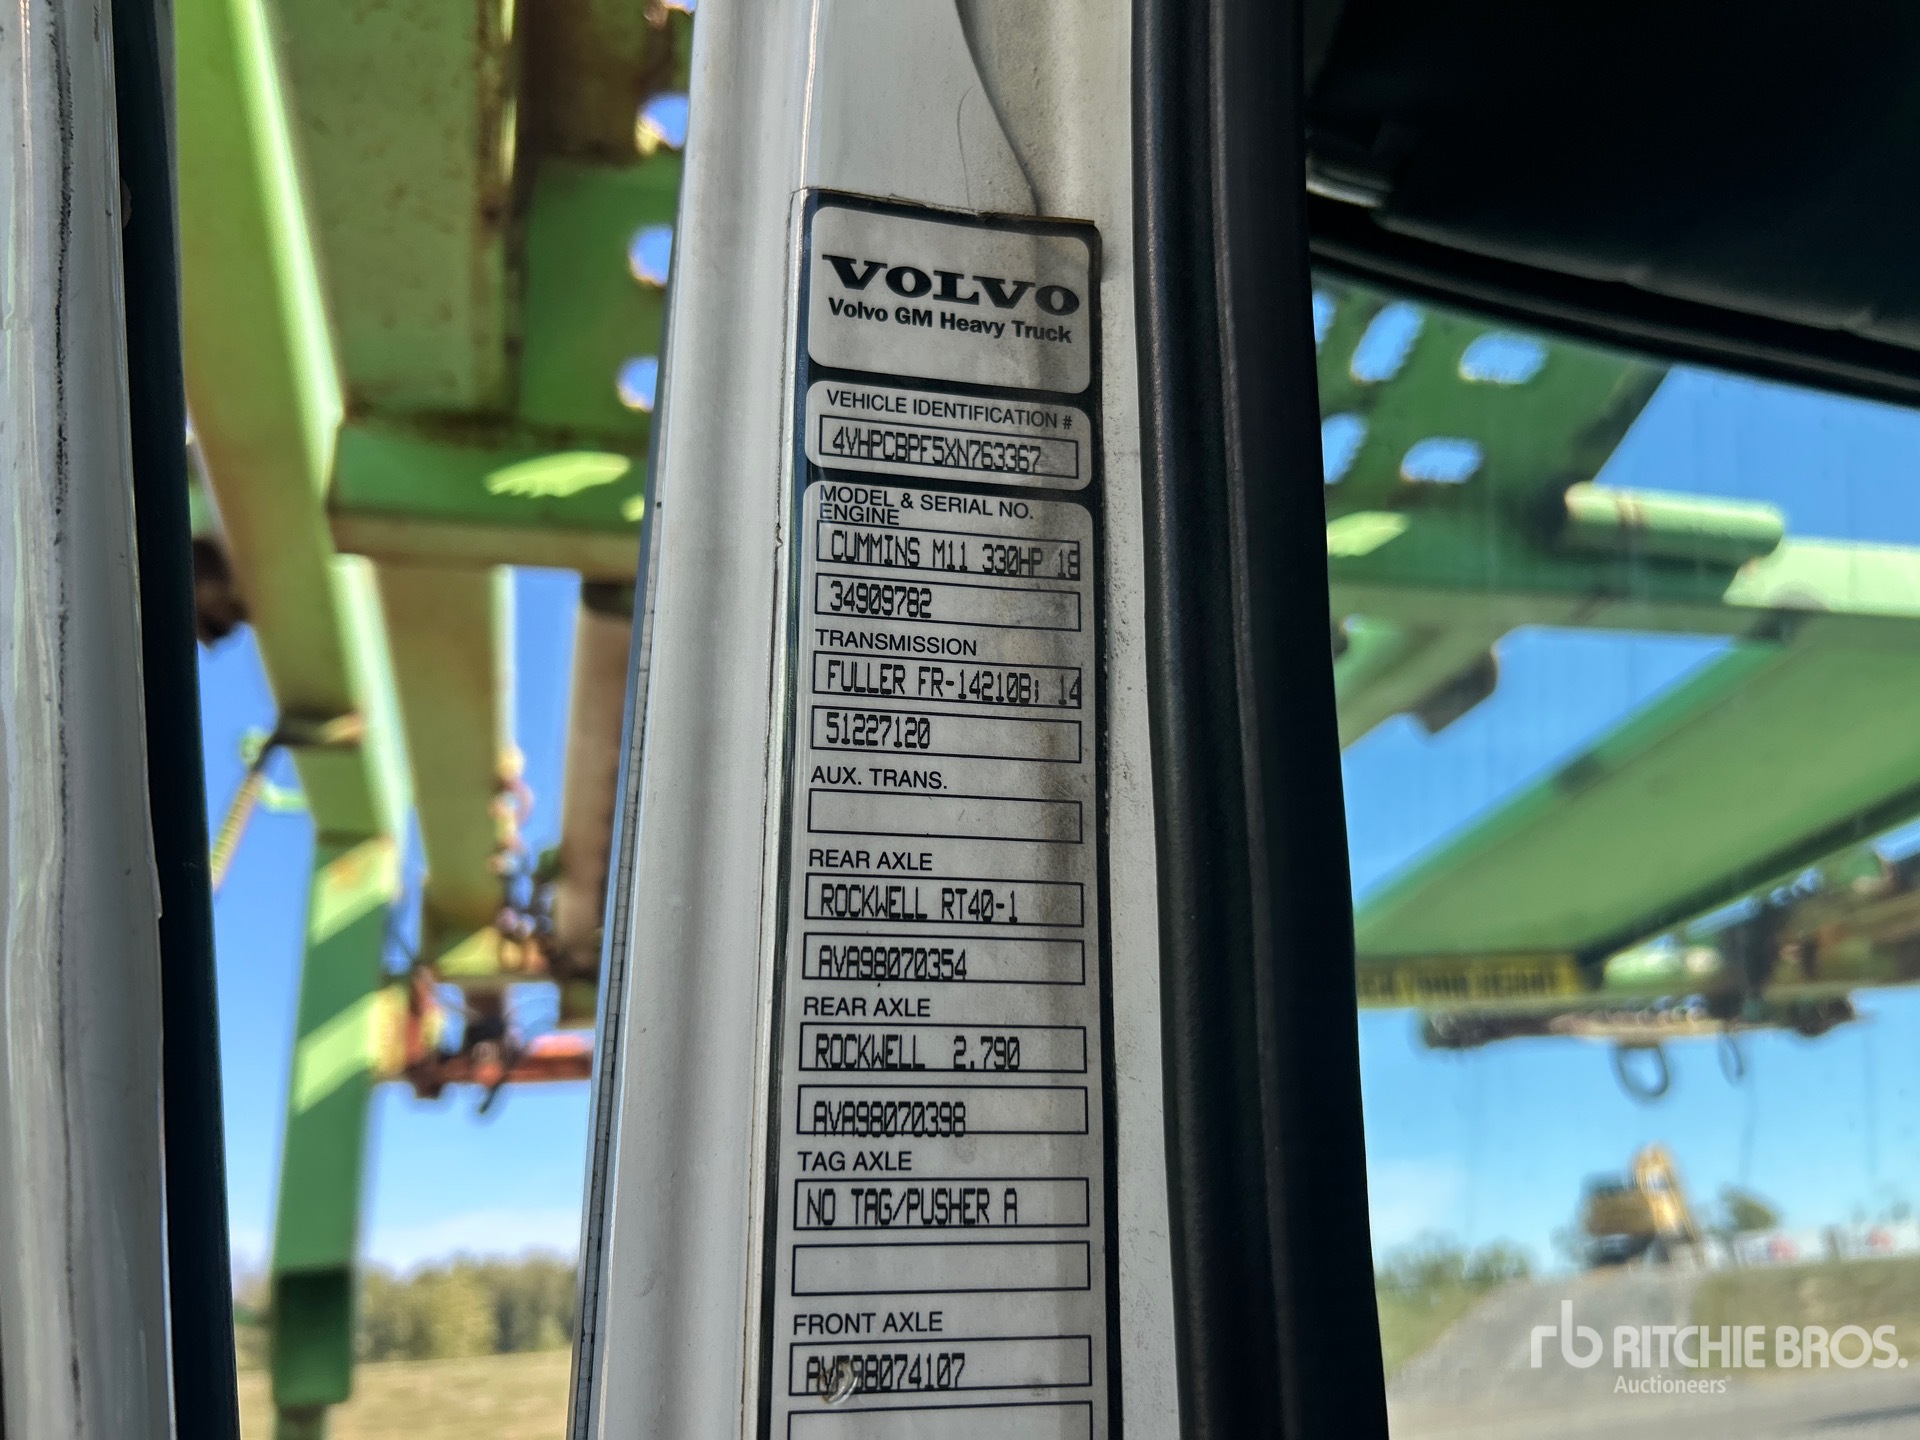 VOLVO
Volvo GM Heavy Truck
VEHICLE IDENTIFICATION #
4VHPCBPF5XN763367
MODEL & SERIAL NO.
ENGINE
CUMMINS M11 330HP 18
34909782
TRANSMISSION
FULLER FR-14210B; 14
51227120
AUX. TRANS.
REAR AXLE
ROCKWELL RT40-1
AVA98070354
REAR AXLE
ROCKWELL 2.790
AVA98070398
TAG AXLE
NO TAG/PUSHER A
FRONT AXLE
AVF98074107
rb RITCHIE BROS.
Auctioneers